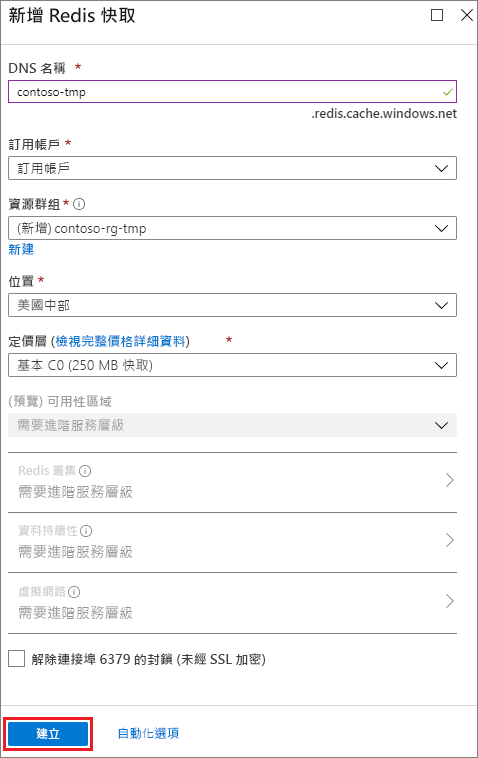 新增 Redis 快取
DNS 名稱 *
contoso-tmp
.redis.cache.windows.net
訂用帳戶 *
訂用帳戶
資源群組 *
(新增) contoso-rg-tmp
新建
位置 *
美國中部
定價層 (檢視完整價格詳細資料) *
基本 C0 (250 MB 快取)
(預覽) 可用性區域
需要進階服務層級
Redis 叢集
需要進階服務層級
資料持續性
需要進階服務層級
虛擬網路
需要進階服務層級
解除連接埠 6379 的封鎖 (未經 SSL 加密)
建立 自動化選項